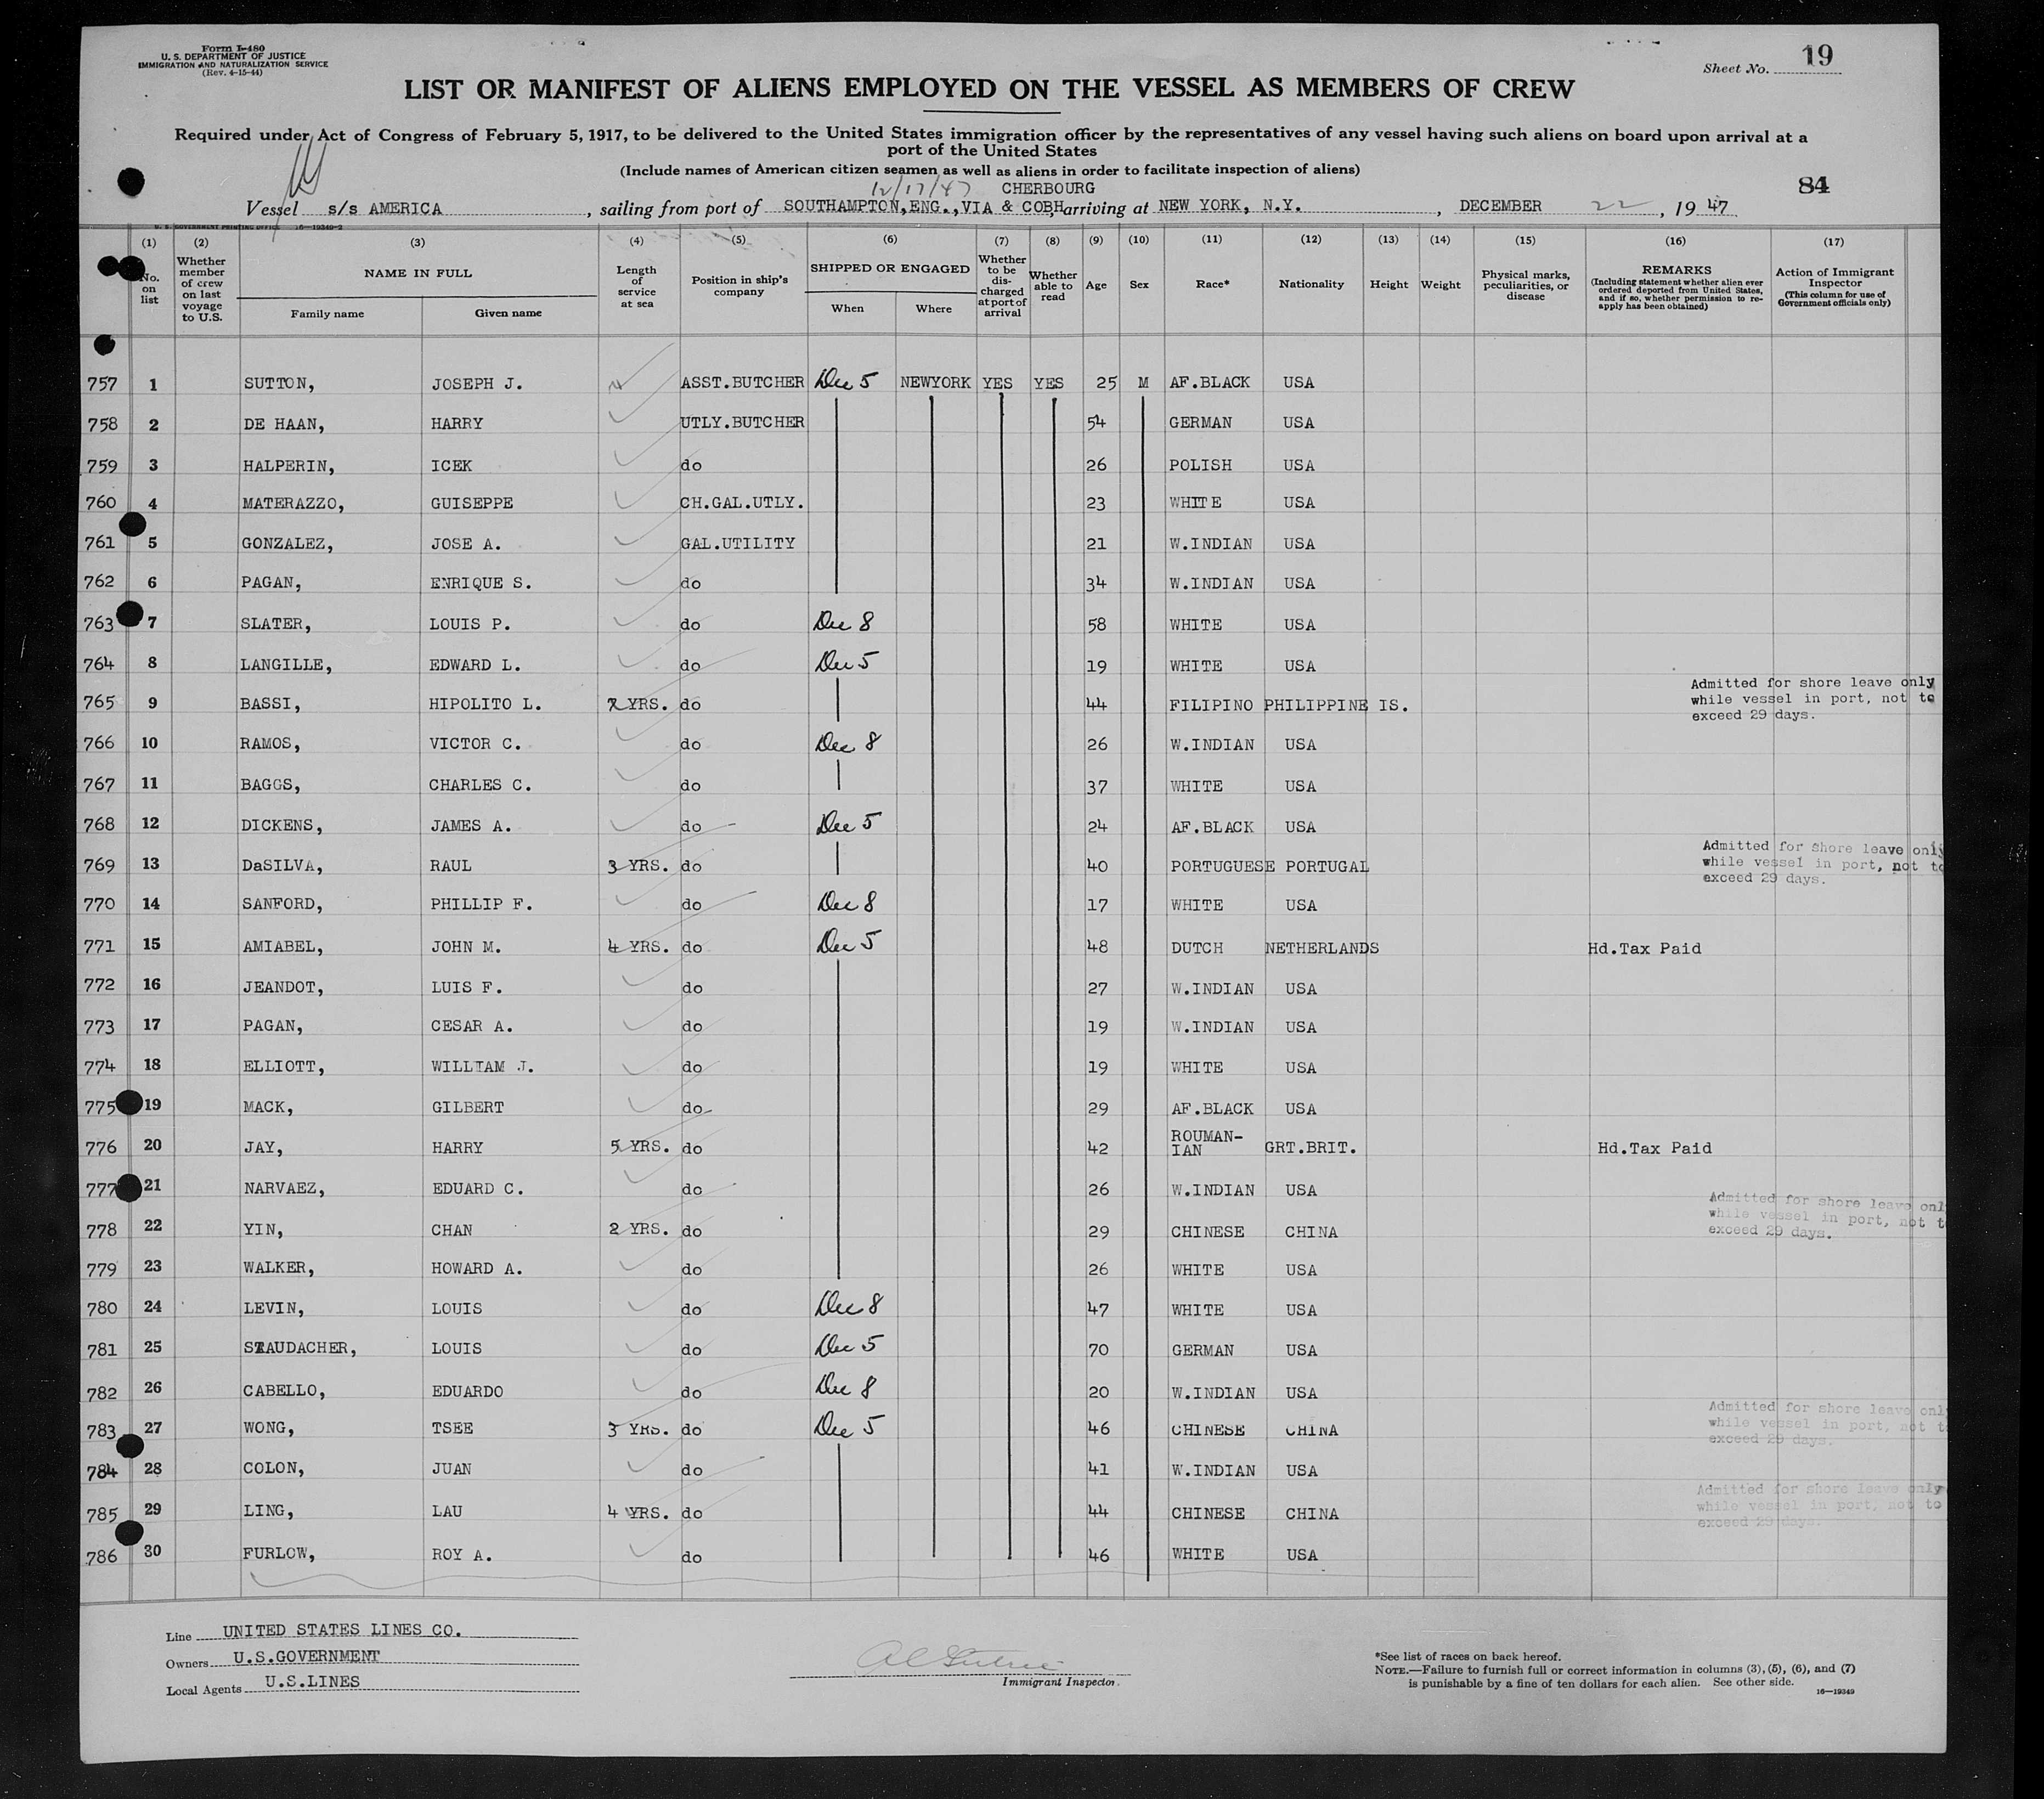 Form I-480
U. S. DEPARTMENT OF JUSTICE
IMMIGRATION AND NATURALIZATION SERVICE
(Rev. 4-15-44)
Sheet No. 19
LIST OR MANIFEST OF ALIENS EMPLOYED ON THE VESSEL AS MEMBERS OF CREW
Required under Act of Congress of February 5, 1917, to be delivered to the United States immigration officer by the representatives of any vessel having such aliens on board upon arrival at a
port of the United States
(Include names of American citizen seamen as well as aliens in order to facilitate inspection of aliens)
12/17/47 CHERBOURG
84
Vessel s/s AMERICA, sailing from port of SOUTHAMPTON,ENG.,VIA & COBH arriving at NEW YORK, N.Y., DECEMBER 22, 1947
U. S. GOVERNMENT PRINTING OFFICE 16—19349-2
(1) (2) (3) (4) (5) (6) (7) (8) (9) (10) (11) (12) (13) (14) (15) (16) (17)
No. on list
Whether member of crew on last voyage to U.S.
NAME IN FULL
Family name
Given name
Length of service at sea
Position in ship's company
SHIPPED OR ENGAGED
When
Where
Whether to be discharged at port of arrival
Whether able to read
Age
Sex
Race*
Nationality
Height
Weight
Physical marks, peculiarities, or disease
REMARKS
(Including statement whether alien ever ordered deported from United States, and if so, whether permission to re-apply has been obtained)
Action of Immigrant Inspector
(This column for use of Government officials only)
757 1 SUTTON, JOSEPH J. ASST.BUTCHER Dec 5 NEWYORK YES YES 25 M AF.BLACK USA
758 2 DE HAAN, HARRY UTLY.BUTCHER 54 GERMAN USA
759 3 HALPERIN, ICEK do 26 POLISH USA
760 4 MATERAZZO, GUISEPPE CH.GAL.UTLY. 23 WHITE USA
761 5 GONZALEZ, JOSE A. GAL.UTILITY 21 W.INDIAN USA
762 6 PAGAN, ENRIQUE S. do 34 W.INDIAN USA
763 7 SLATER, LOUIS P. do Dec 8 58 WHITE USA
764 8 LANGILLE, EDWARD L. do Dec 5 19 WHITE USA
765 9 BASSI, HIPOLITO L. YRS. do 44 FILIPINO PHILIPPINE IS. Admitted for shore leave only while vessel in port, not to exceed 29 days.
766 10 RAMOS, VICTOR C. do Dec 8 26 W.INDIAN USA
767 11 BAGGS, CHARLES C. do 37 WHITE USA
768 12 DICKENS, JAMES A. do Dec 5 24 AF.BLACK USA
769 13 DaSILVA, RAUL 3 YRS. do 40 PORTUGUESE PORTUGAL Admitted for shore leave only while vessel in port, not to exceed 29 days.
770 14 SANFORD, PHILLIP F. do Dec 8 17 WHITE USA
771 15 AMIABEL, JOHN M. 4 YRS. do Dec 5 48 DUTCH NETHERLANDS Hd.Tax Paid
772 16 JEANDOT, LUIS F. do 27 W.INDIAN USA
773 17 PAGAN, CESAR A. do 19 W.INDIAN USA
774 18 ELLIOTT, WILLIAM J. do 19 WHITE USA
775 19 MACK, GILBERT do 29 AF.BLACK USA
776 20 JAY, HARRY 5 YRS. do 42 ROUMAN-IAN GRT.BRIT. Hd.Tax Paid
777 21 NARVAEZ, EDUARD C. do 26 W.INDIAN USA
778 22 YIN, CHAN 2 YRS. do 29 CHINESE CHINA Admitted for shore leave onl while vessel in port, not t exceed 29 days.
779 23 WALKER, HOWARD A. do 26 WHITE USA
780 24 LEVIN, LOUIS do Dec 8 47 WHITE USA
781 25 STAUDACHER, LOUIS do Dec 5 70 GERMAN USA
782 26 CABELLO, EDUARDO do Dec 8 20 W.INDIAN USA
783 27 WONG, TSEE 3 YRS. do Dec 5 46 CHINESE CHINA Admitted for shore leave onl while vessel in port, not t exceed 29 days.
784 28 COLON, JUAN do 41 W.INDIAN USA
785 29 LING, LAU 4 YRS. do 44 CHINESE CHINA Admitted for shore leave only while vessel in port, not to exceed 29 days.
786 30 FURLOW, ROY A. do 46 WHITE USA
Line UNITED STATES LINES CO.
Owners U.S.GOVERNMENT
Local Agents U.S.LINES
Immigrant Inspector.
*See list of races on back hereof.
NOTE.—Failure to furnish full or correct information in columns (3), (5), (6), and (7)
is punishable by a fine of ten dollars for each alien. See other side.
16—19349